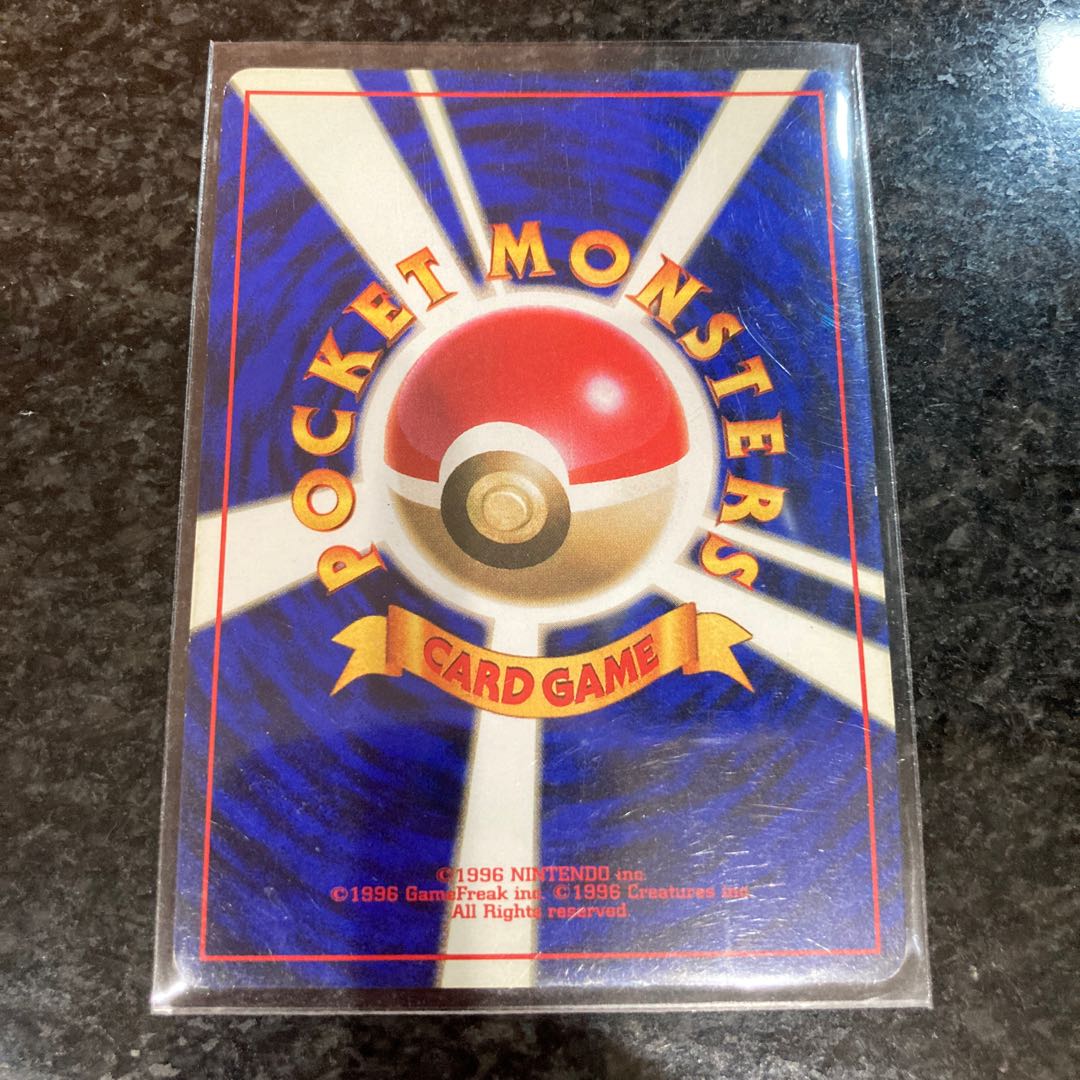 POCKET MONSTERS
CARD GAME
©1996 NINTENDO inc.
©1996 GameFreak inc. ©1996 Creatures inc.
All Rights reserved.